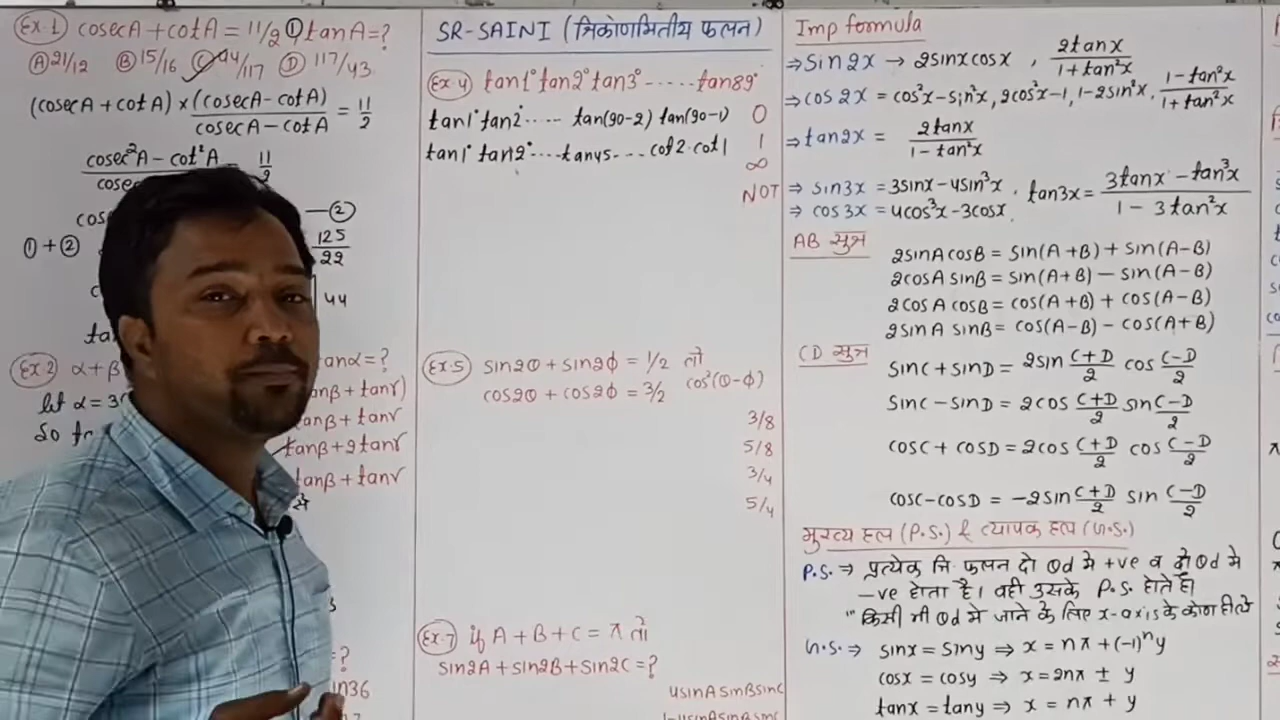 Ex.1 cosecA + cotA = 11/2 ① tanA = ?
Ⓐ 21/12 Ⓑ 15/16 Ⓒ 44/117 Ⓓ 117/43
(cosecA + cotA) × (cosecA - cotA) / cosecA - cotA = 11/2
cosec²A - cot²A = 11/2
②
① + ② 125/22
44
Ex.2 α + β tanα = ?
let α = 3
tanβ + tanγ)
tanβ + tanγ
tanβ + 2tanγ
tanβ + tanγ
से
SR-SAINI (त्रिकोणमितीय फलन)
Ex.4 tan1° tan2° tan3° ...... tan89°
tan1° tan2° ..... tan(90-2) tan(90-1) 0
tan1° tan2° .... tan45 ... cot2 cot1 1
∞
NOT
Ex.5 sin2θ + sin2ϕ = 1/2 तो
cos2θ + cos2ϕ = 3/2 cos²(θ-ϕ)
3/8
5/8
3/4
5/4
Ex.7 if A + B + C = π तो
sin2A + sin2B + sin2C = ?
4sinA sinB sinC
Imp formula
⇒ sin2x → 2sinx cosx , 2tanx / 1 + tan²x
⇒ cos2x = cos²x - sin²x, 2cos²x - 1, 1 - 2sin²x, 1 - tan²x / 1 + tan²x
⇒ tan2x = 2tanx / 1 - tan²x
⇒ sin3x = 3sinx - 4sin³x . tan3x = 3tanx - tan³x / 1 - 3tan²x
⇒ cos3x = 4cos³x - 3cosx
AB सूत्र
2sinA cosB = sin(A+B) + sin(A-B)
2cosA sinB = sin(A+B) - sin(A-B)
2cosA cosB = cos(A+B) + cos(A-B)
2sinA sinB = cos(A-B) - cos(A+B)
CD सूत्र
sinC + sinD = 2sin C+D/2 cos C-D/2
sinC - sinD = 2cos C+D/2 sin C-D/2
cosC + cosD = 2cos C+D/2 cos C-D/2
cosC - cosD = -2sin C+D/2 sin C-D/2
मुख्य हल (P.S.) & व्यापक हल (G.S.)
P.S. ⇒ प्रत्येक त्रि. फलन दो θd मे +ve व दो θd मे
-ve होता है। वही उसके P.S. होते है।
"किसी भी θd मे जाने के लिए x-axis के कोण ही ले
G.S. ⇒ sinx = siny ⇒ x = nπ + (-1)ⁿy
cosx = cosy ⇒ x = 2nπ ± y
tanx = tany ⇒ x = nπ + y